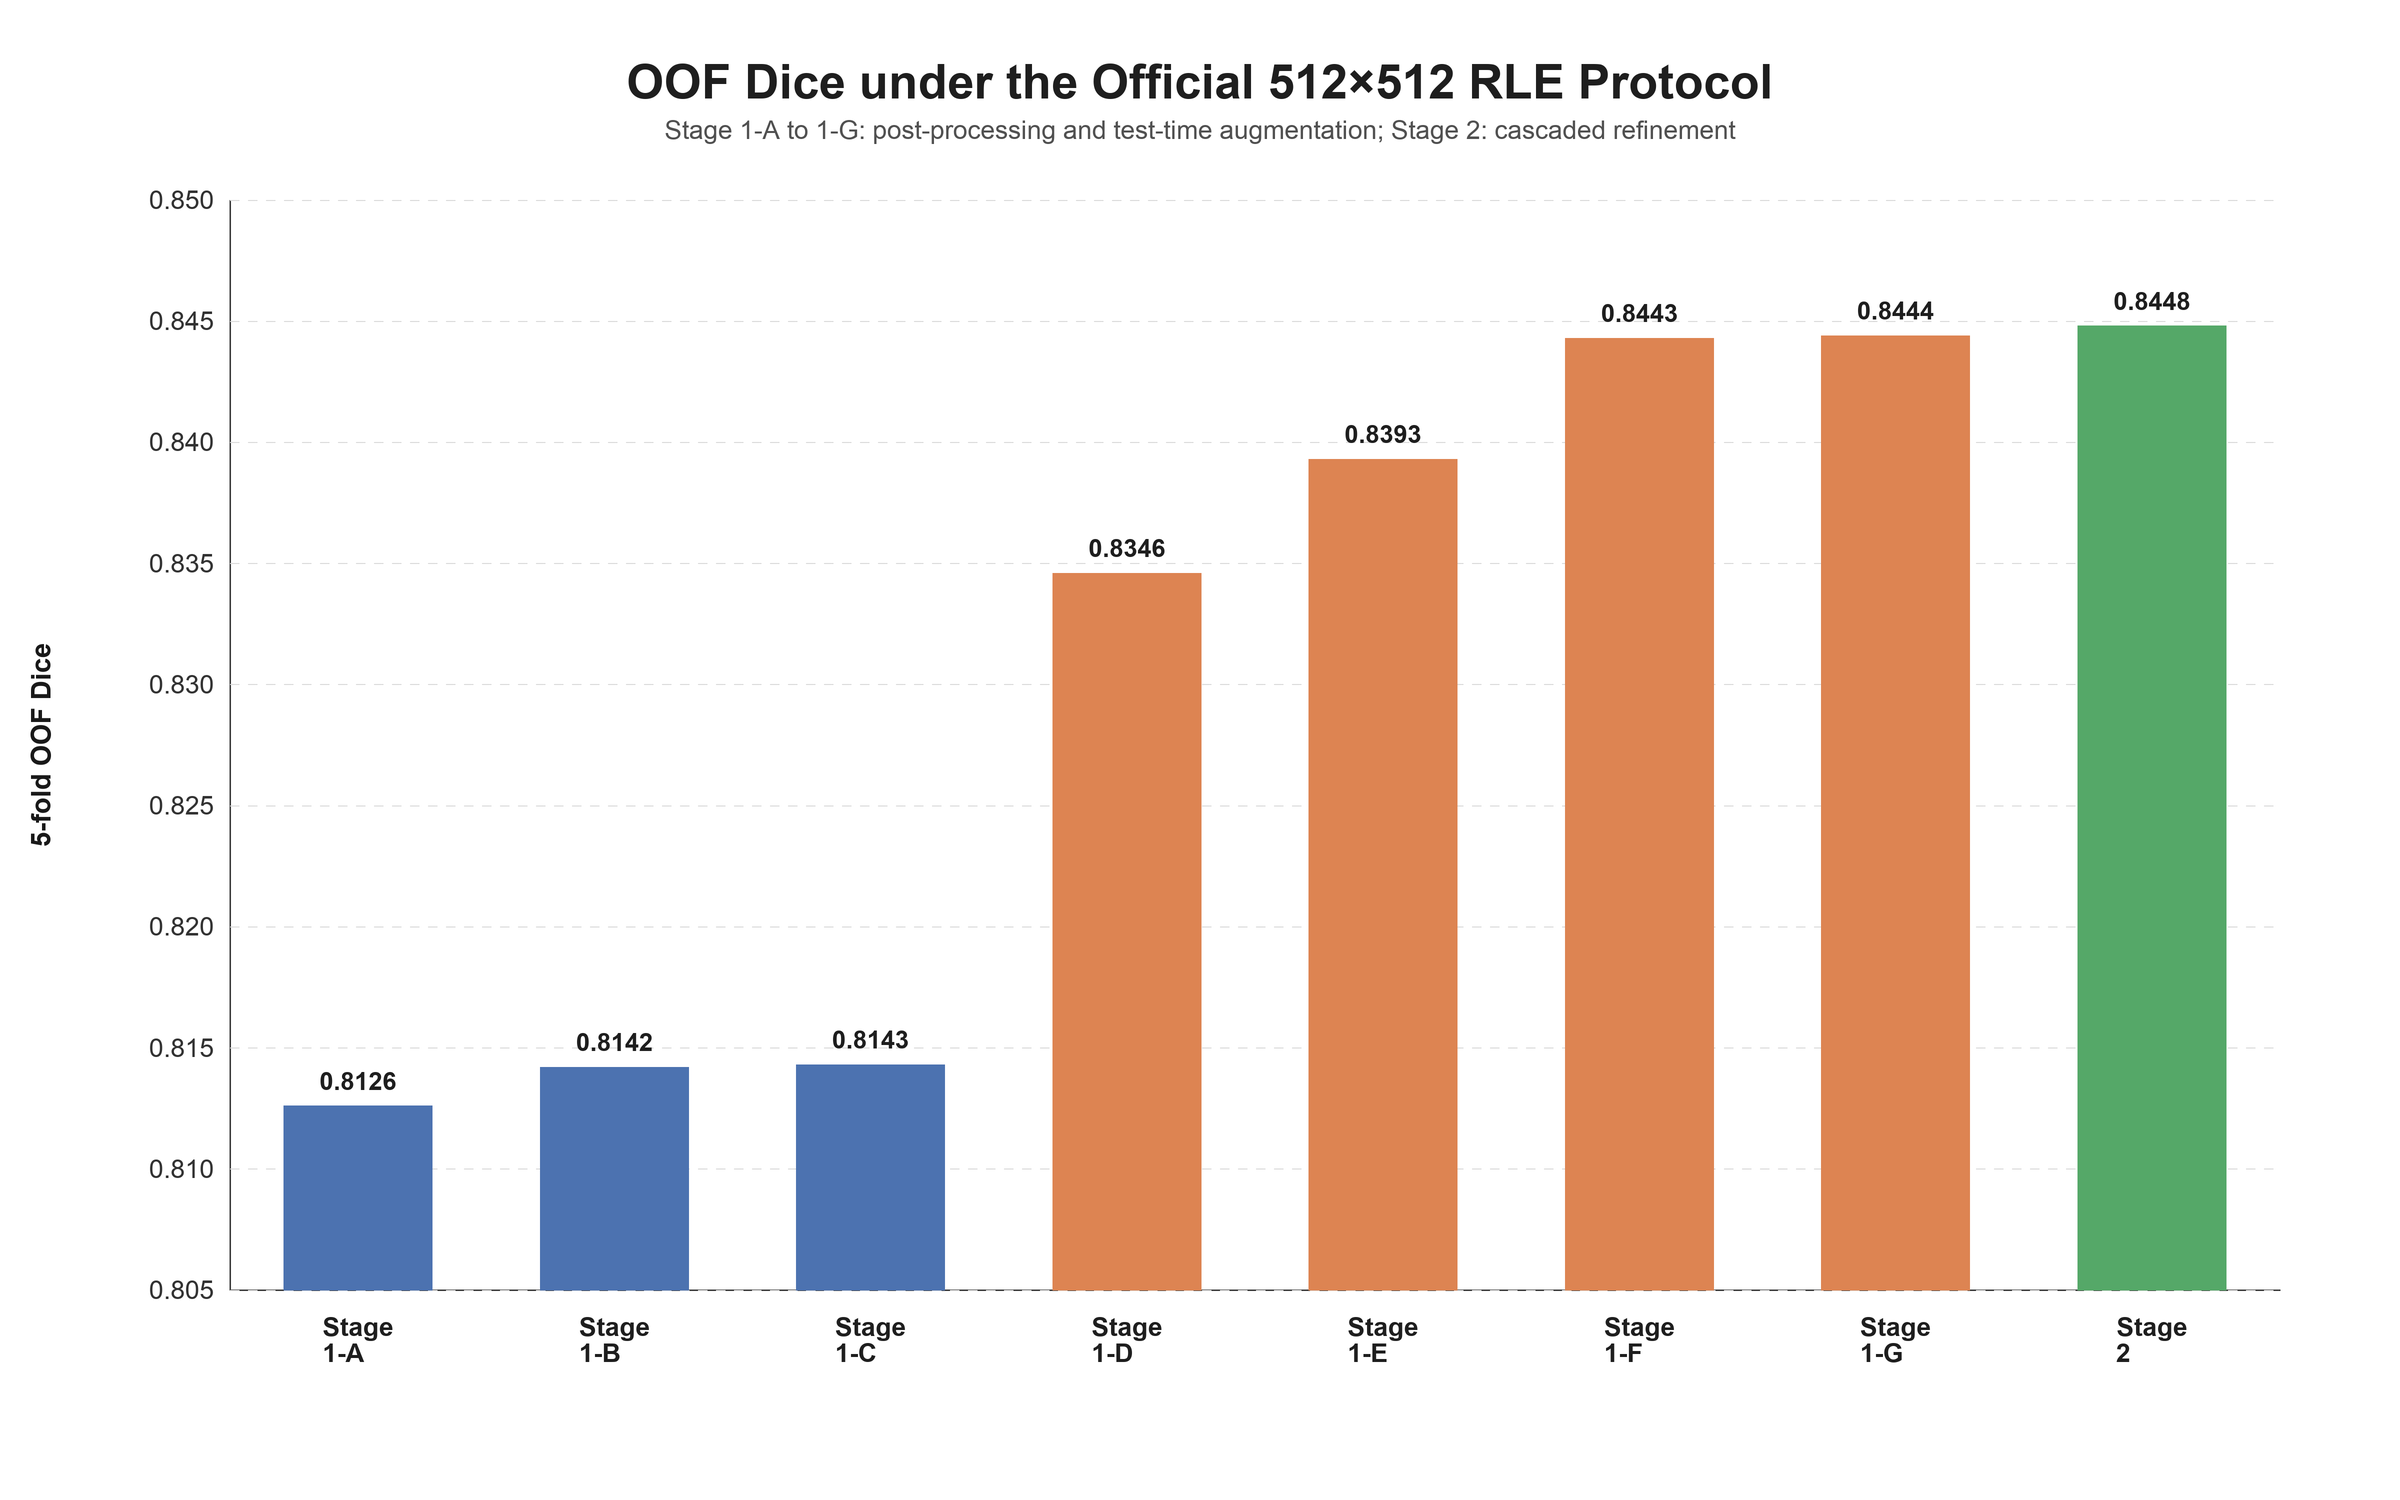 OOF Dice under the Official 512×512 RLE Protocol
Stage 1-A to 1-G: post-processing and test-time augmentation; Stage 2: cascaded refinement
5-fold OOF Dice
0.850
0.845
0.840
0.835
0.830
0.825
0.820
0.815
0.810
0.805
0.8126
0.8142
0.8143
0.8346
0.8393
0.8443
0.8444
0.8448
Stage
1-A
Stage
1-B
Stage
1-C
Stage
1-D
Stage
1-E
Stage
1-F
Stage
1-G
Stage
2